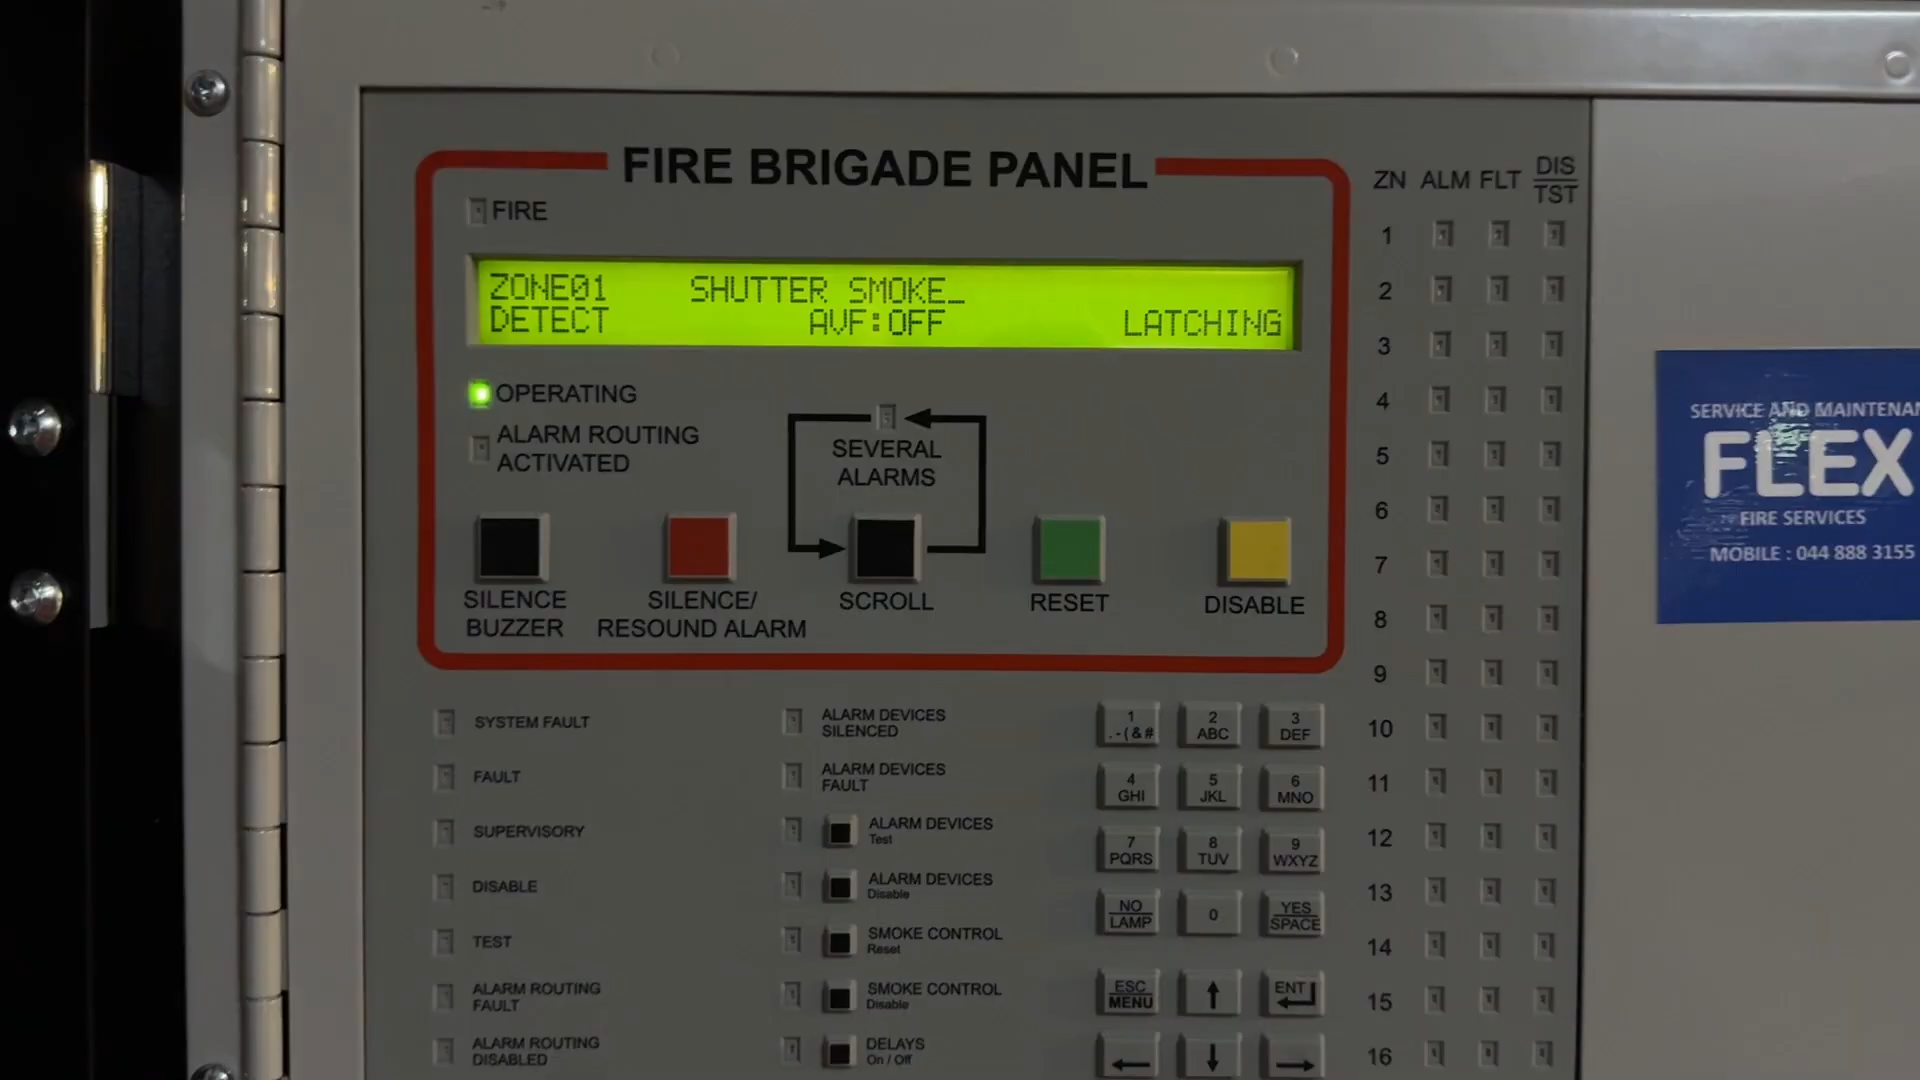 FIRE BRIGADE PANEL
FIRE
ZONE01 SHUTTER SMOKE_
DETECT AVF:OFF LATCHING
OPERATING
ALARM ROUTING
ACTIVATED
SEVERAL
ALARMS
SILENCE
BUZZER
SILENCE/
RESOUND ALARM
SCROLL
RESET
DISABLE
SYSTEM FAULT
FAULT
SUPERVISORY
DISABLE
TEST
ALARM ROUTING
FAULT
ALARM ROUTING
DISABLED
ALARM DEVICES
SILENCED
ALARM DEVICES
FAULT
ALARM DEVICES
Test
ALARM DEVICES
Disable
SMOKE CONTROL
Reset
SMOKE CONTROL
Disable
DELAYS
On / Off
1
.-(&#
2
ABC
3
DEF
4
GHI
5
JKL
6
MNO
7
PQRS
8
TUV
9
WXYZ
NO
LAMP
0
YES
SPACE
ESC
MENU
ENT
ZN ALM FLT DIS
TST
1
2
3
4
5
6
7
8
9
10
11
12
13
14
15
16
SERVICE AND MAINTENAN
FLEX
FIRE SERVICES
MOBILE : 044 888 3155